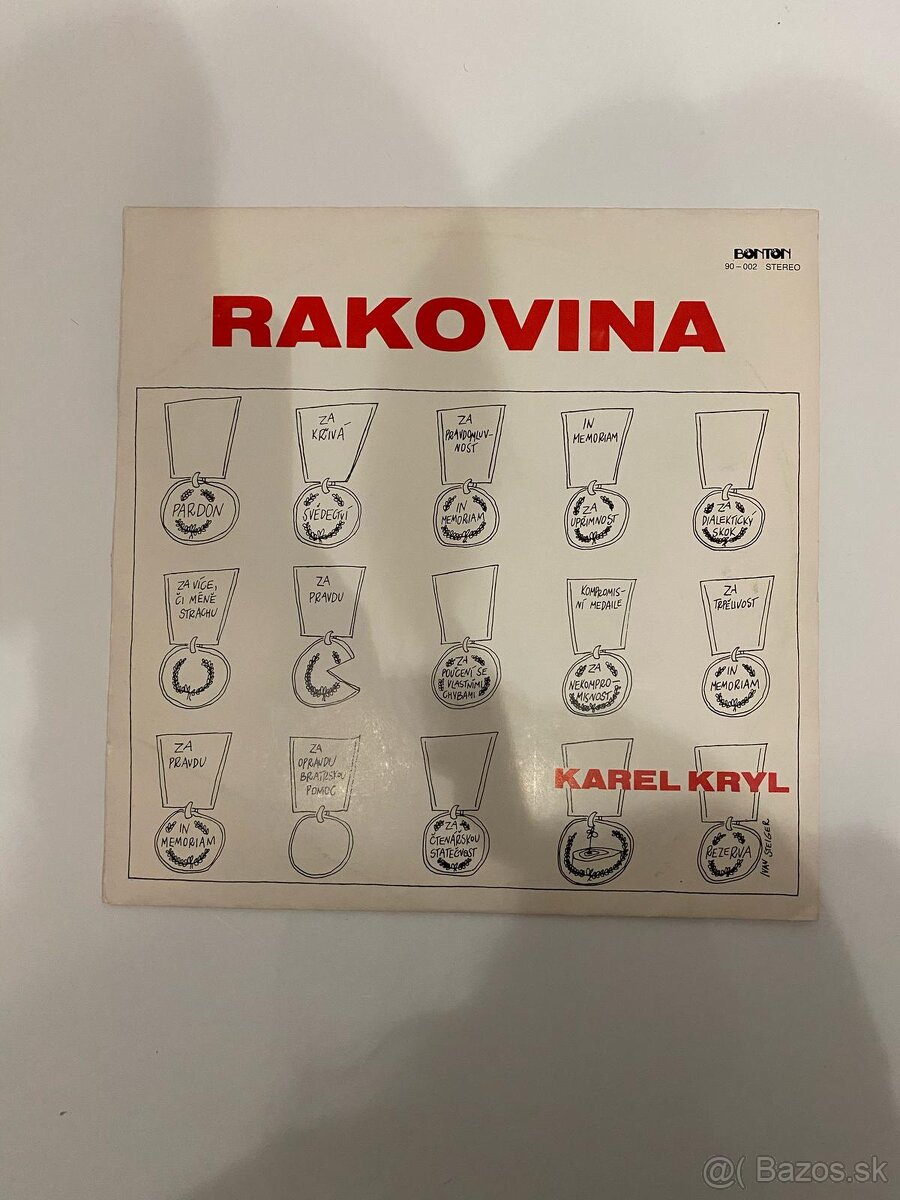 BONTON
90-002 STEREO
RAKOVINA
PARDON
ZA
KŘIVÁ
SVĚDECTVÍ
ZA
PRAVDOMLUV-
NOST
IN
MEMORIAM
IN
MEMORIAM
ZA
UPŘÍMNOST
ZA
DIALEKTICKÝ
SKOK
ZA VÍCE,
ČI MÉNĚ
STRACHU
ZA
PRAVDU
ZA
POUČENÍ SE
VLASTNÍMI
CHYBAMI
KOMPROMIS-
NÍ MEDAILE
ZA
NEKOMPRO-
MISNOST
ZA
TRPĚLIVOST
IN
MEMORIAM
ZA
PRAVDU
IN
MEMORIAM
ZA
OPRAVDU
BRATRSKOU
POMOC
ZA
ČTENÁŘSKOU
STATEČNOST
KAREL KRYL
REZERVA
IVAN STEIGER
@( Bazos.sk